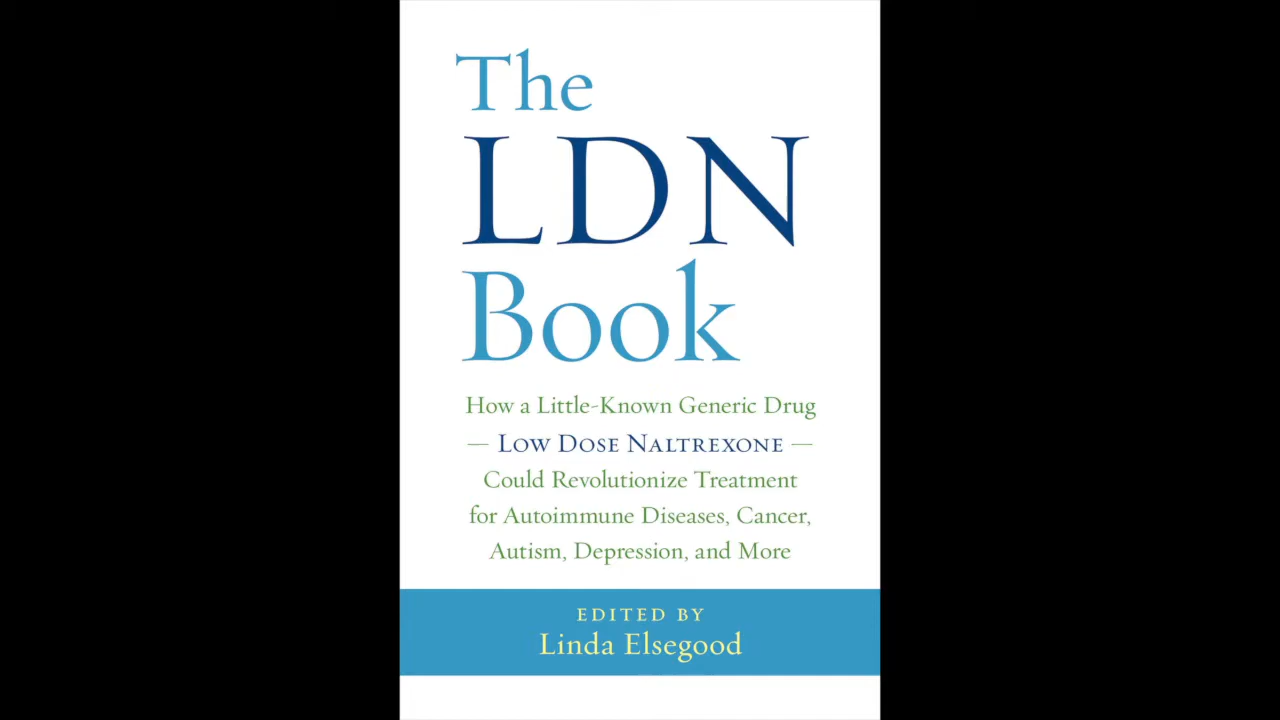 The
LDN
Book
How a Little-Known Generic Drug
— Low Dose Naltrexone —
Could Revolutionize Treatment
for Autoimmune Diseases, Cancer,
Autism, Depression, and More
EDITED BY
Linda Elsegood